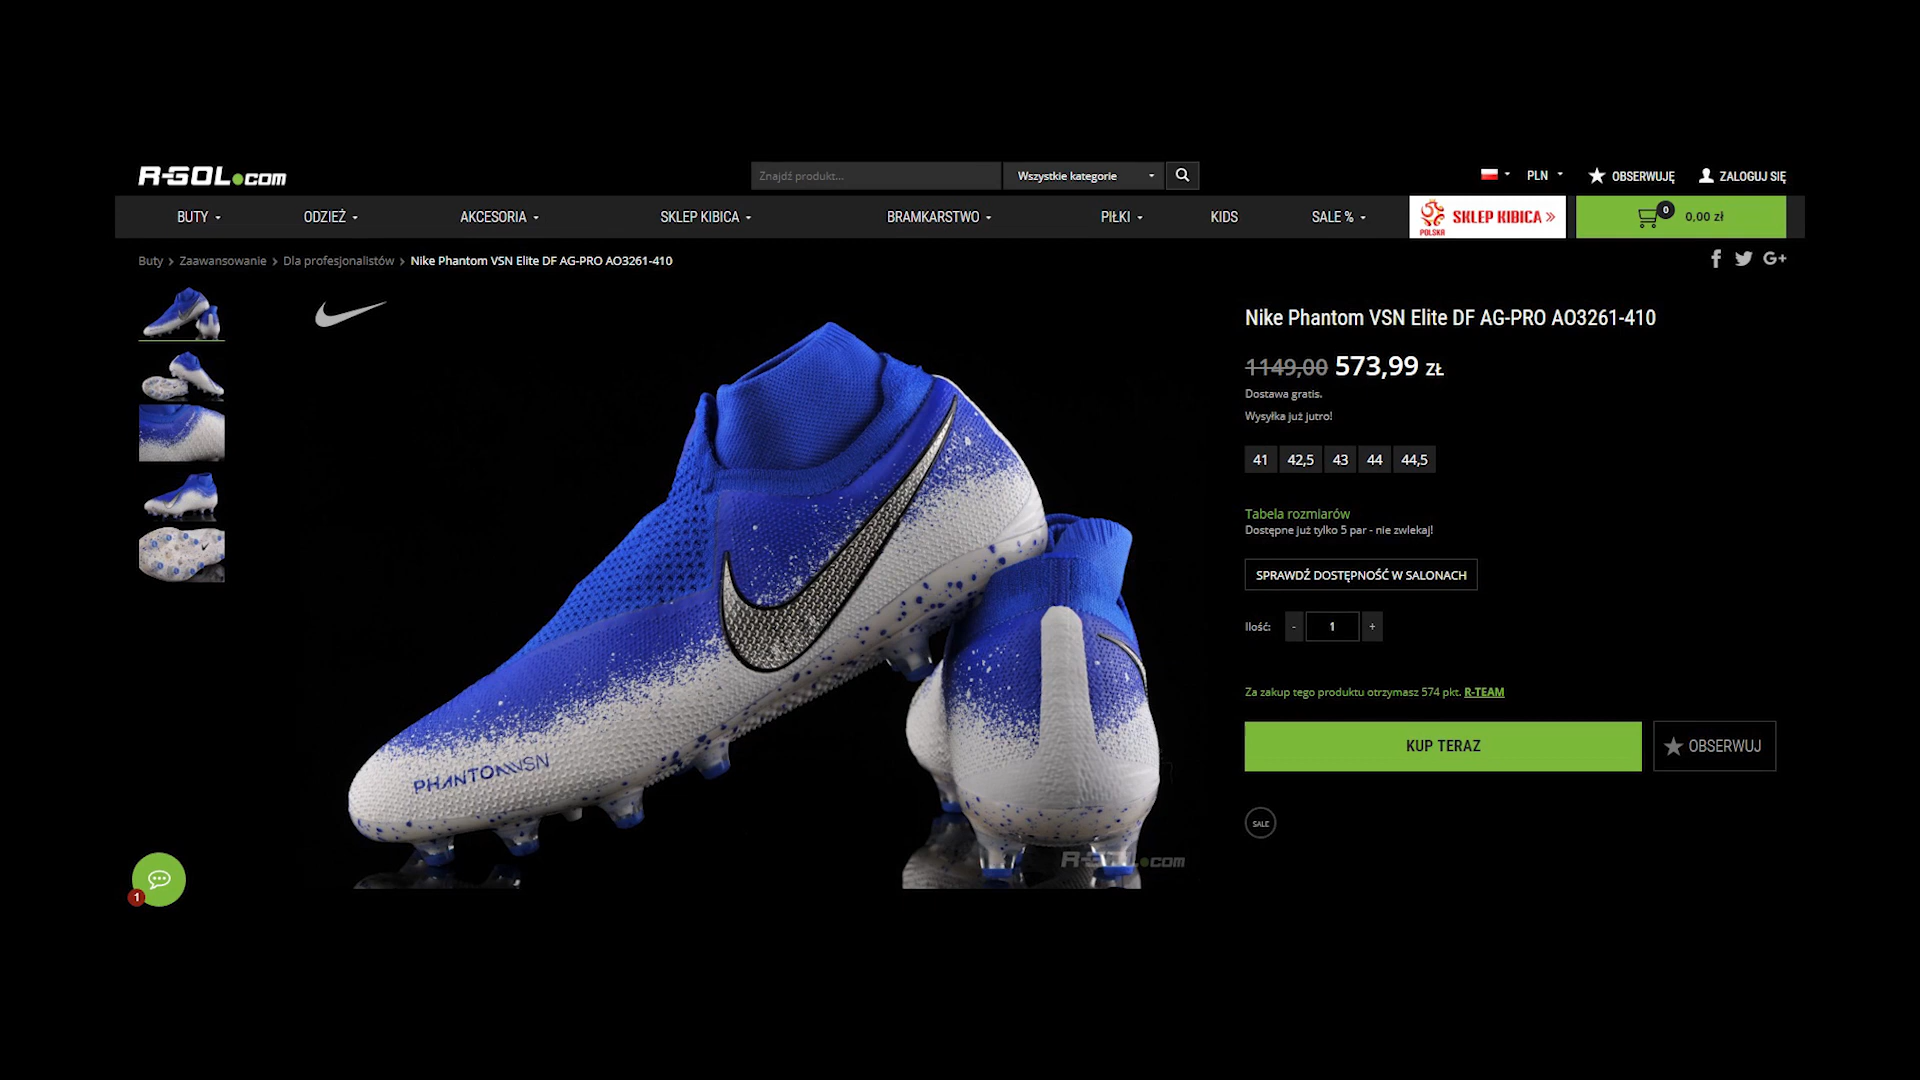 R-GOL.com
Znajdź produkt...
Wszystkie kategorie
PLN
OBSERWUJĘ
ZALOGUJ SIĘ
BUTY
ODZIEŻ
AKCESORIA
SKLEP KIBICA
BRAMKARSTWO
PIŁKI
KIDS
SALE %
POLSKA
SKLEP KIBICA »
0
0,00 zł
Buty > Zaawansowanie > Dla profesjonalistów > Nike Phantom VSN Elite DF AG-PRO AO3261-410
G+
Nike Phantom VSN Elite DF AG-PRO AO3261-410
1149,00 573,99 ZŁ
Dostawa gratis.
Wysyłka już jutro!
41 42,5 43 44 44,5
Tabela rozmiarów
Dostępne już tylko 5 par - nie zwlekaj!
SPRAWDŹ DOSTĘPNOŚĆ W SALONACH
Ilość: - 1 +
Za zakup tego produktu otrzymasz 574 pkt. R-TEAM
KUP TERAZ
OBSERWUJ
SALE
PHANTOM VSN
R-GOL.com
1